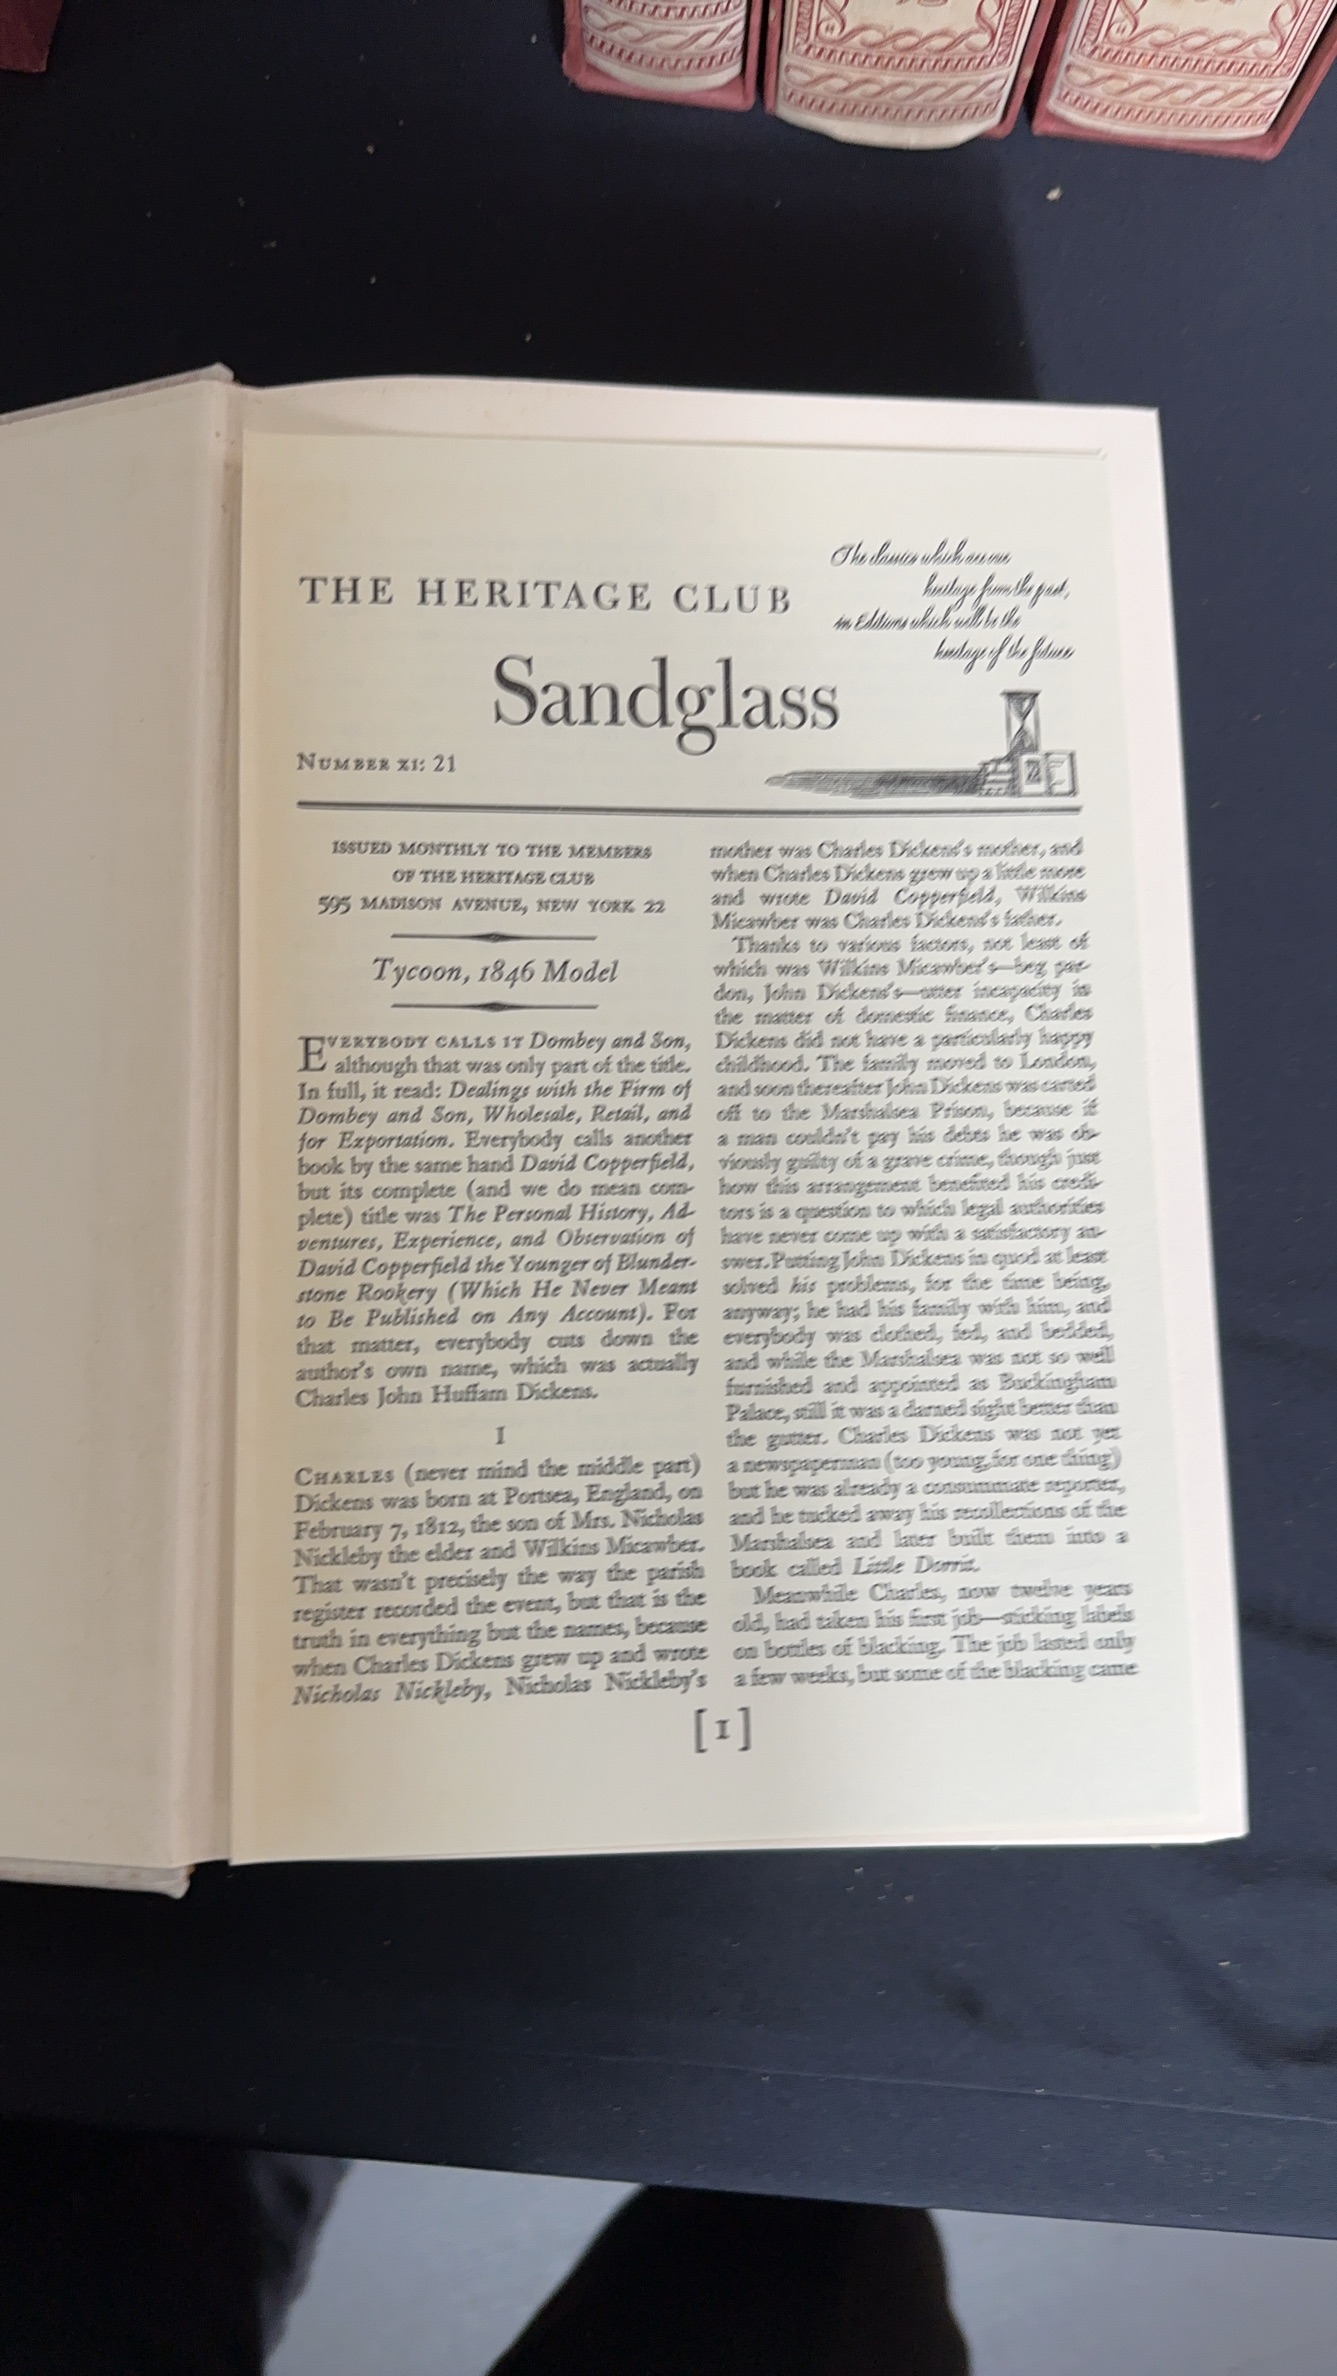 THE HERITAGE CLUB
The classics which are our
heritage from the past,
in Editions which will be the
heritage of the future
Sandglass
NUMBER XI: 21
ISSUED MONTHLY TO THE MEMBERS
OF THE HERITAGE CLUB
595 MADISON AVENUE, NEW YORK 22
Tycoon, 1846 Model
EVERYBODY CALLS IT Dombey and Son,
although that was only part of the title.
In full, it read: Dealings with the Firm of
Dombey and Son, Wholesale, Retail, and
for Exportation. Everybody calls another
book by the same hand David Copperfield,
but its complete (and we do mean com-
plete) title was The Personal History, Ad-
ventures, Experience, and Observation of
David Copperfield the Younger of Blunder-
stone Rookery (Which He Never Meant
to Be Published on Any Account). For
that matter, everybody cuts down the
author's own name, which was actually
Charles John Huffam Dickens.
I
CHARLES (never mind the middle part)
Dickens was born at Portsea, England, on
February 7, 1812, the son of Mrs. Nicholas
Nickleby the elder and Wilkins Micawber.
That wasn't precisely the way the parish
register recorded the event, but that is the
truth in everything but the names, because
when Charles Dickens grew up and wrote
Nicholas Nickleby, Nicholas Nickleby's
mother was Charles Dickens's mother, and
when Charles Dickens grew up a little more
and wrote David Copperfield, Wilkins
Micawber was Charles Dickens's father.
Thanks to various factors, not least of
which was Wilkins Micawber's—beg par-
don, John Dickens's—utter incapacity in
the matter of domestic finance, Charles
Dickens did not have a particularly happy
childhood. The family moved to London,
and soon thereafter John Dickens was carted
off to the Marshalsea Prison, because if
a man couldn't pay his debts he was ob-
viously guilty of a grave crime, though just
how this arrangement benefited his credi-
tors is a question to which legal authorities
have never come up with a satisfactory an-
swer. Putting John Dickens in quod at least
solved his problems, for the time being,
anyway; he had his family with him, and
everybody was clothed, fed, and bedded,
and while the Marshalsea was not so well
furnished and appointed as Buckingham
Palace, still it was a darned sight better than
the gutter. Charles Dickens was not yet
a newspaperman (too young, for one thing)
but he was already a consummate reporter,
and he tucked away his recollections of the
Marshalsea and later built them into a
book called Little Dorrit.
Meanwhile Charles, now twelve years
old, had taken his first job—sticking labels
on bottles of blacking. The job lasted only
a few weeks, but some of the blacking came
[1]